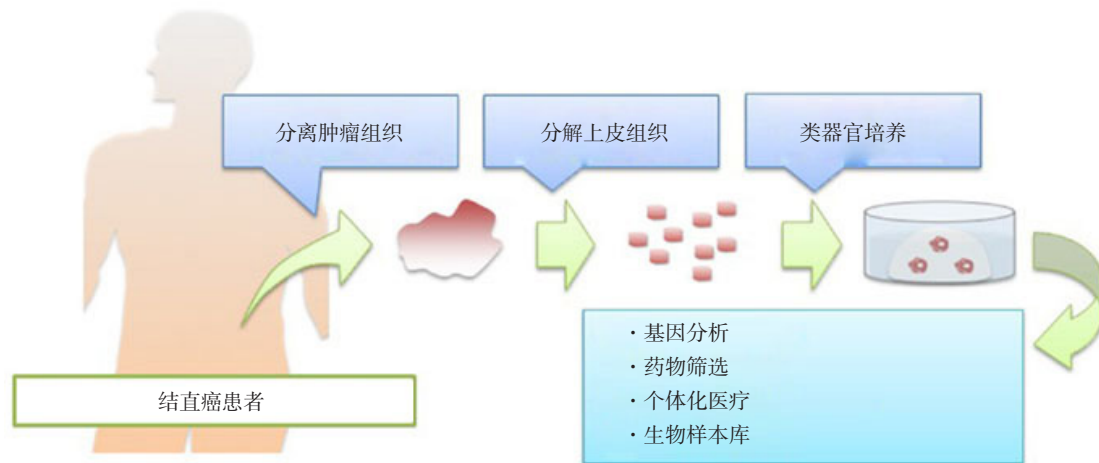 分离肿瘤组织
分解上皮组织
类器官培养
结直癌患者
·基因分析
·药物筛选
·个体化医疗
·生物样本库